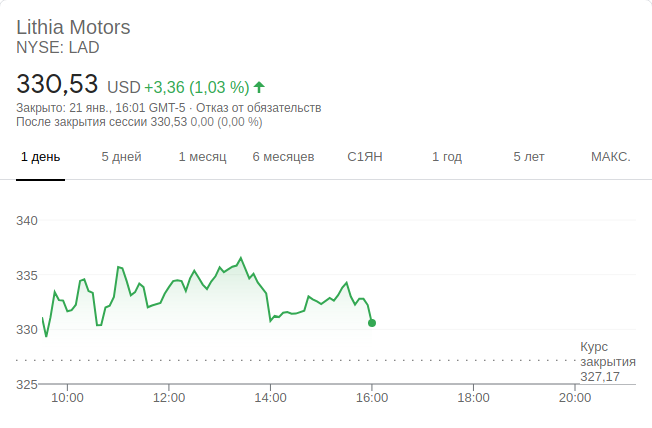 Lithia Motors
NYSE: LAD
330,53 USD +3,36 (1,03 %)
Закрыто: 21 янв., 16:01 GMT-5 · Отказ от обязательств
После закрытия сессии 330,53 0,00 (0,00 %)
1 день 5 дней 1 месяц 6 месяцев С1ЯН 1 год 5 лет МАКС.
340
335
330
Курс
закрытия
327,17
325
10:00 12:00 14:00 16:00 18:00 20:00